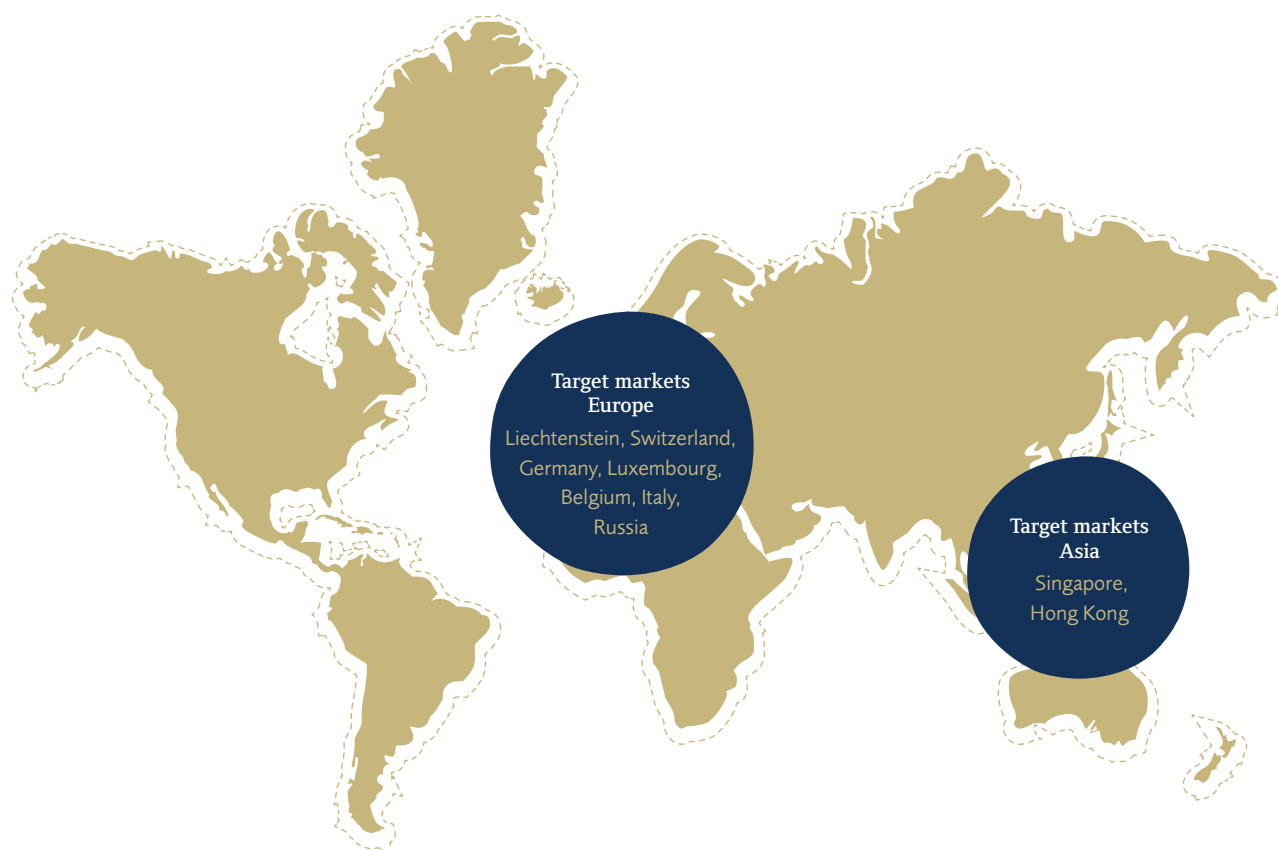 Target markets
Europe
Liechtenstein, Switzerland,
Germany, Luxembourg,
Belgium, Italy,
Russia
Target markets
Asia
Singapore,
Hong Kong